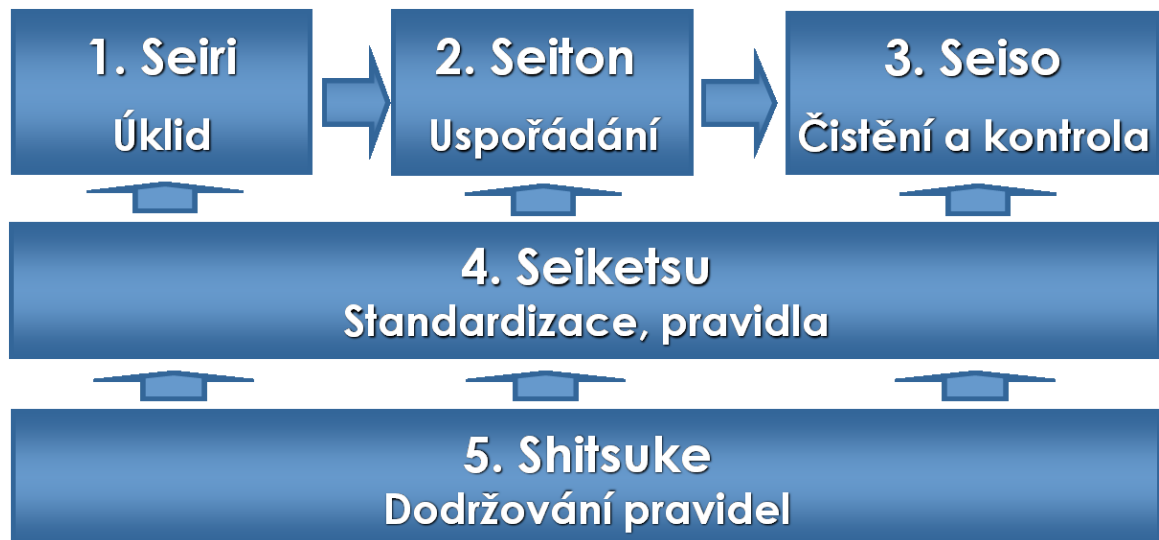 1. Seiri
Úklid
2. Seiton
Uspořádání
3. Seiso
Čistění a kontrola
4. Seiketsu
Standardizace, pravidla
5. Shitsuke
Dodržování pravidel